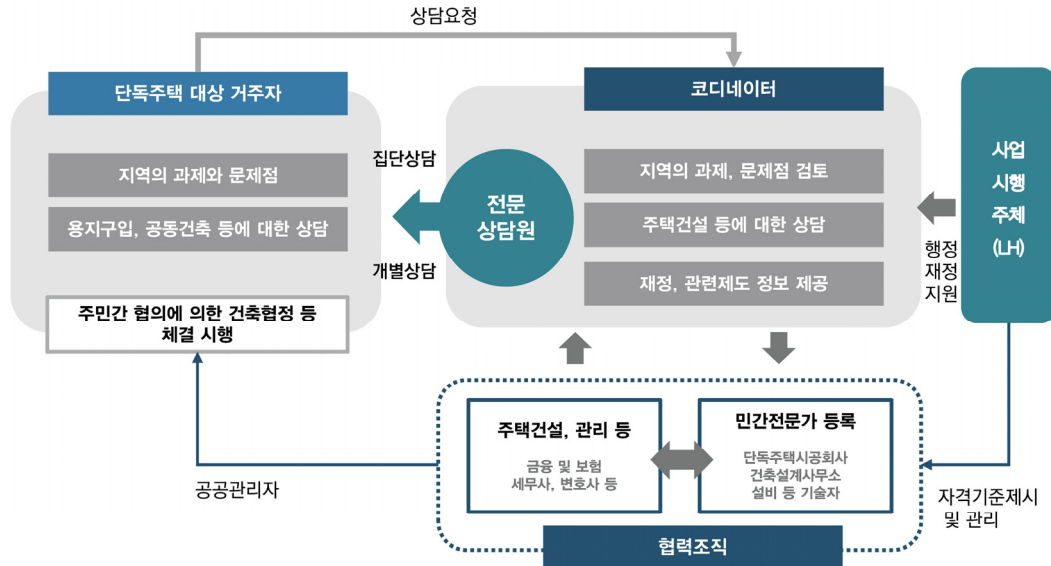 상담요청
단독주택 대상 거주자
지역의 과제와 문제점
용지구입, 공동건축 등에 대한 상담
주민간 협의에 의한 건축협정 등
체결 시행
집단상담
전문
상담원
개별상담
코디네이터
지역의 과제, 문제점 검토
주택건설 등에 대한 상담
재정, 관련제도 정보 제공
사업
시행
주체
(LH)
행정
재정
지원
주택건설, 관리 등
금융 및 보험
세무사, 변호사 등
민간전문가 등록
단독주택시공회사
건축설계사무소
설비 등 기술자
협력조직
공공관리자
자격기준제시
및 관리